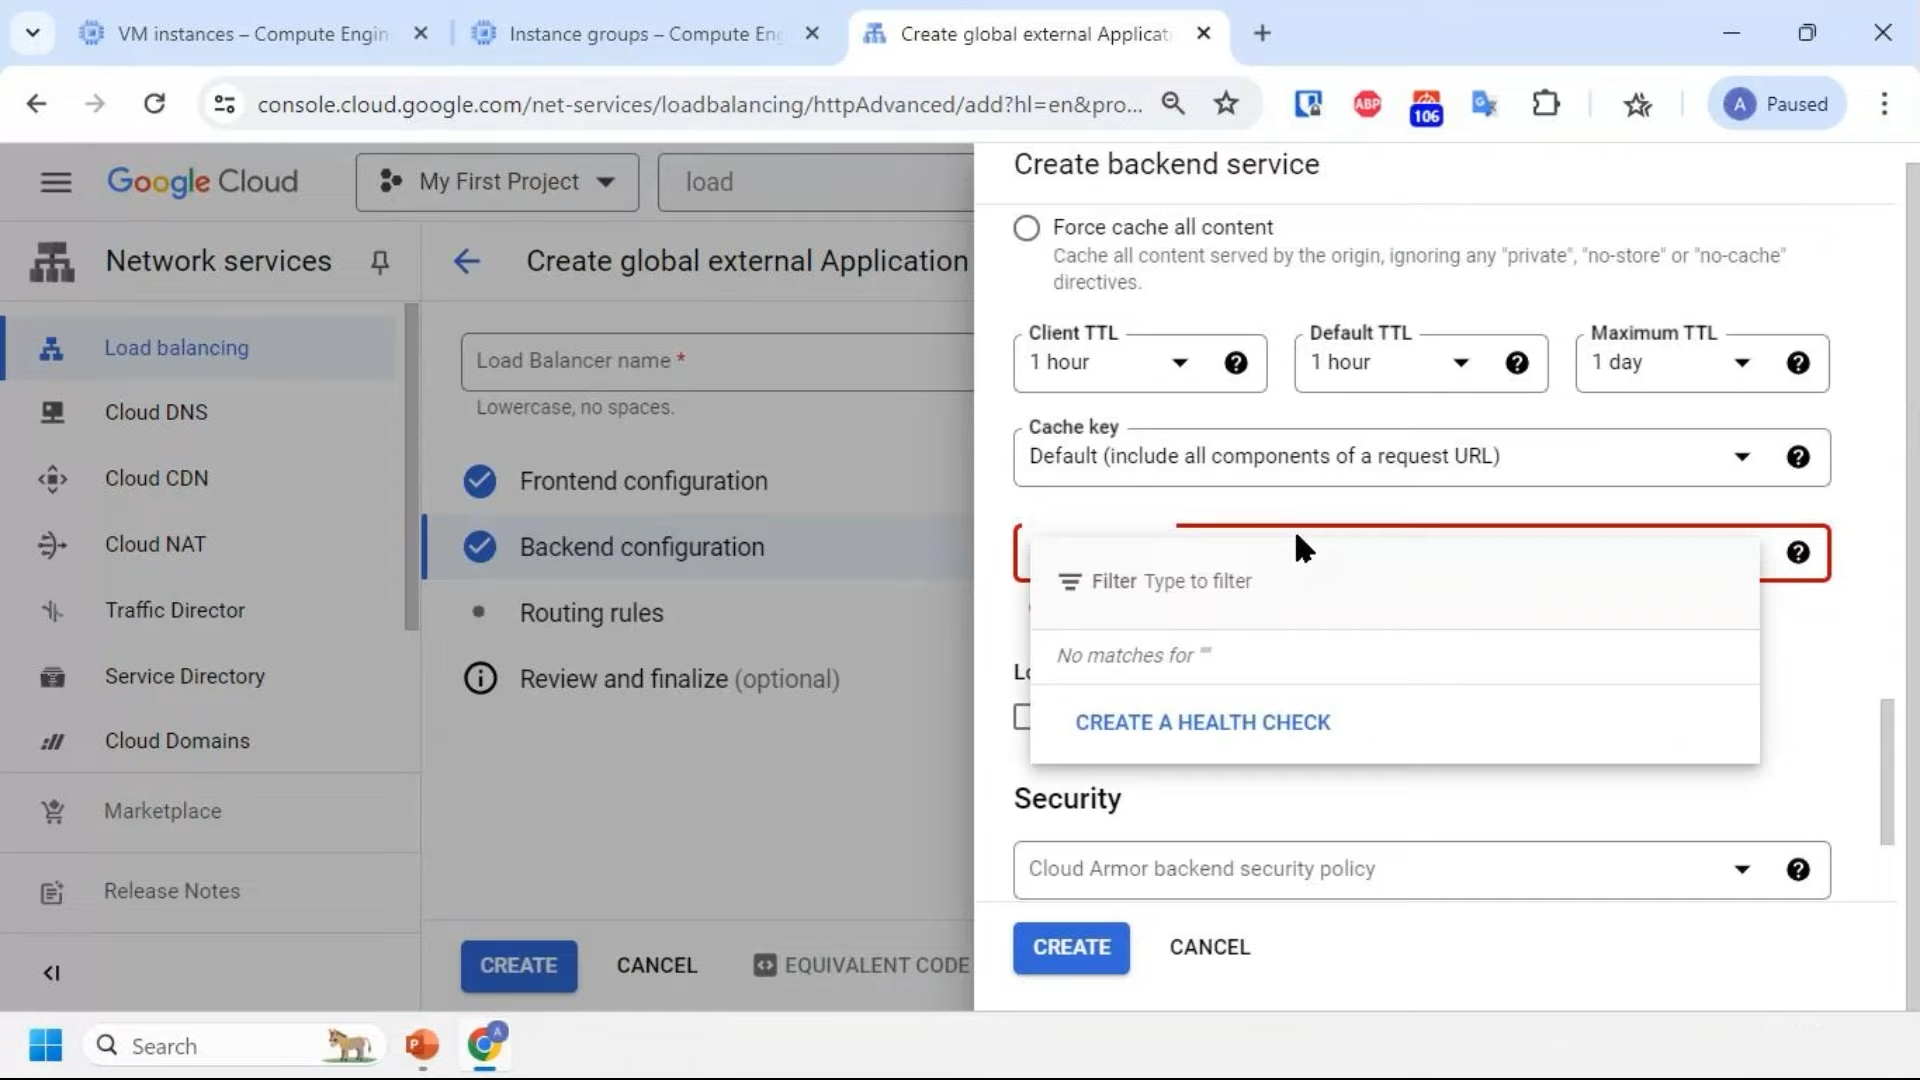 VM instances – Compute Engin
Instance groups – Compute Eng
Create global external Applicati
console.cloud.google.com/net-services/loadbalancing/httpAdvanced/add?hl=en&pro...
ABP
106
A Paused
Google Cloud
My First Project
load
Network services
Load balancing
Cloud DNS
Cloud CDN
Cloud NAT
Traffic Director
Service Directory
Cloud Domains
Marketplace
Release Notes
Create global external Application
Load Balancer name *
Lowercase, no spaces.
Frontend configuration
Backend configuration
Routing rules
Review and finalize (optional)
CREATE
CANCEL
EQUIVALENT CODE
Create backend service
Force cache all content
Cache all content served by the origin, ignoring any "private", "no-store" or "no-cache"
directives.
Client TTL
1 hour
Default TTL
1 hour
Maximum TTL
1 day
Cache key
Default (include all components of a request URL)
Filter Type to filter
No matches for ""
CREATE A HEALTH CHECK
Security
Cloud Armor backend security policy
CREATE
CANCEL
Search